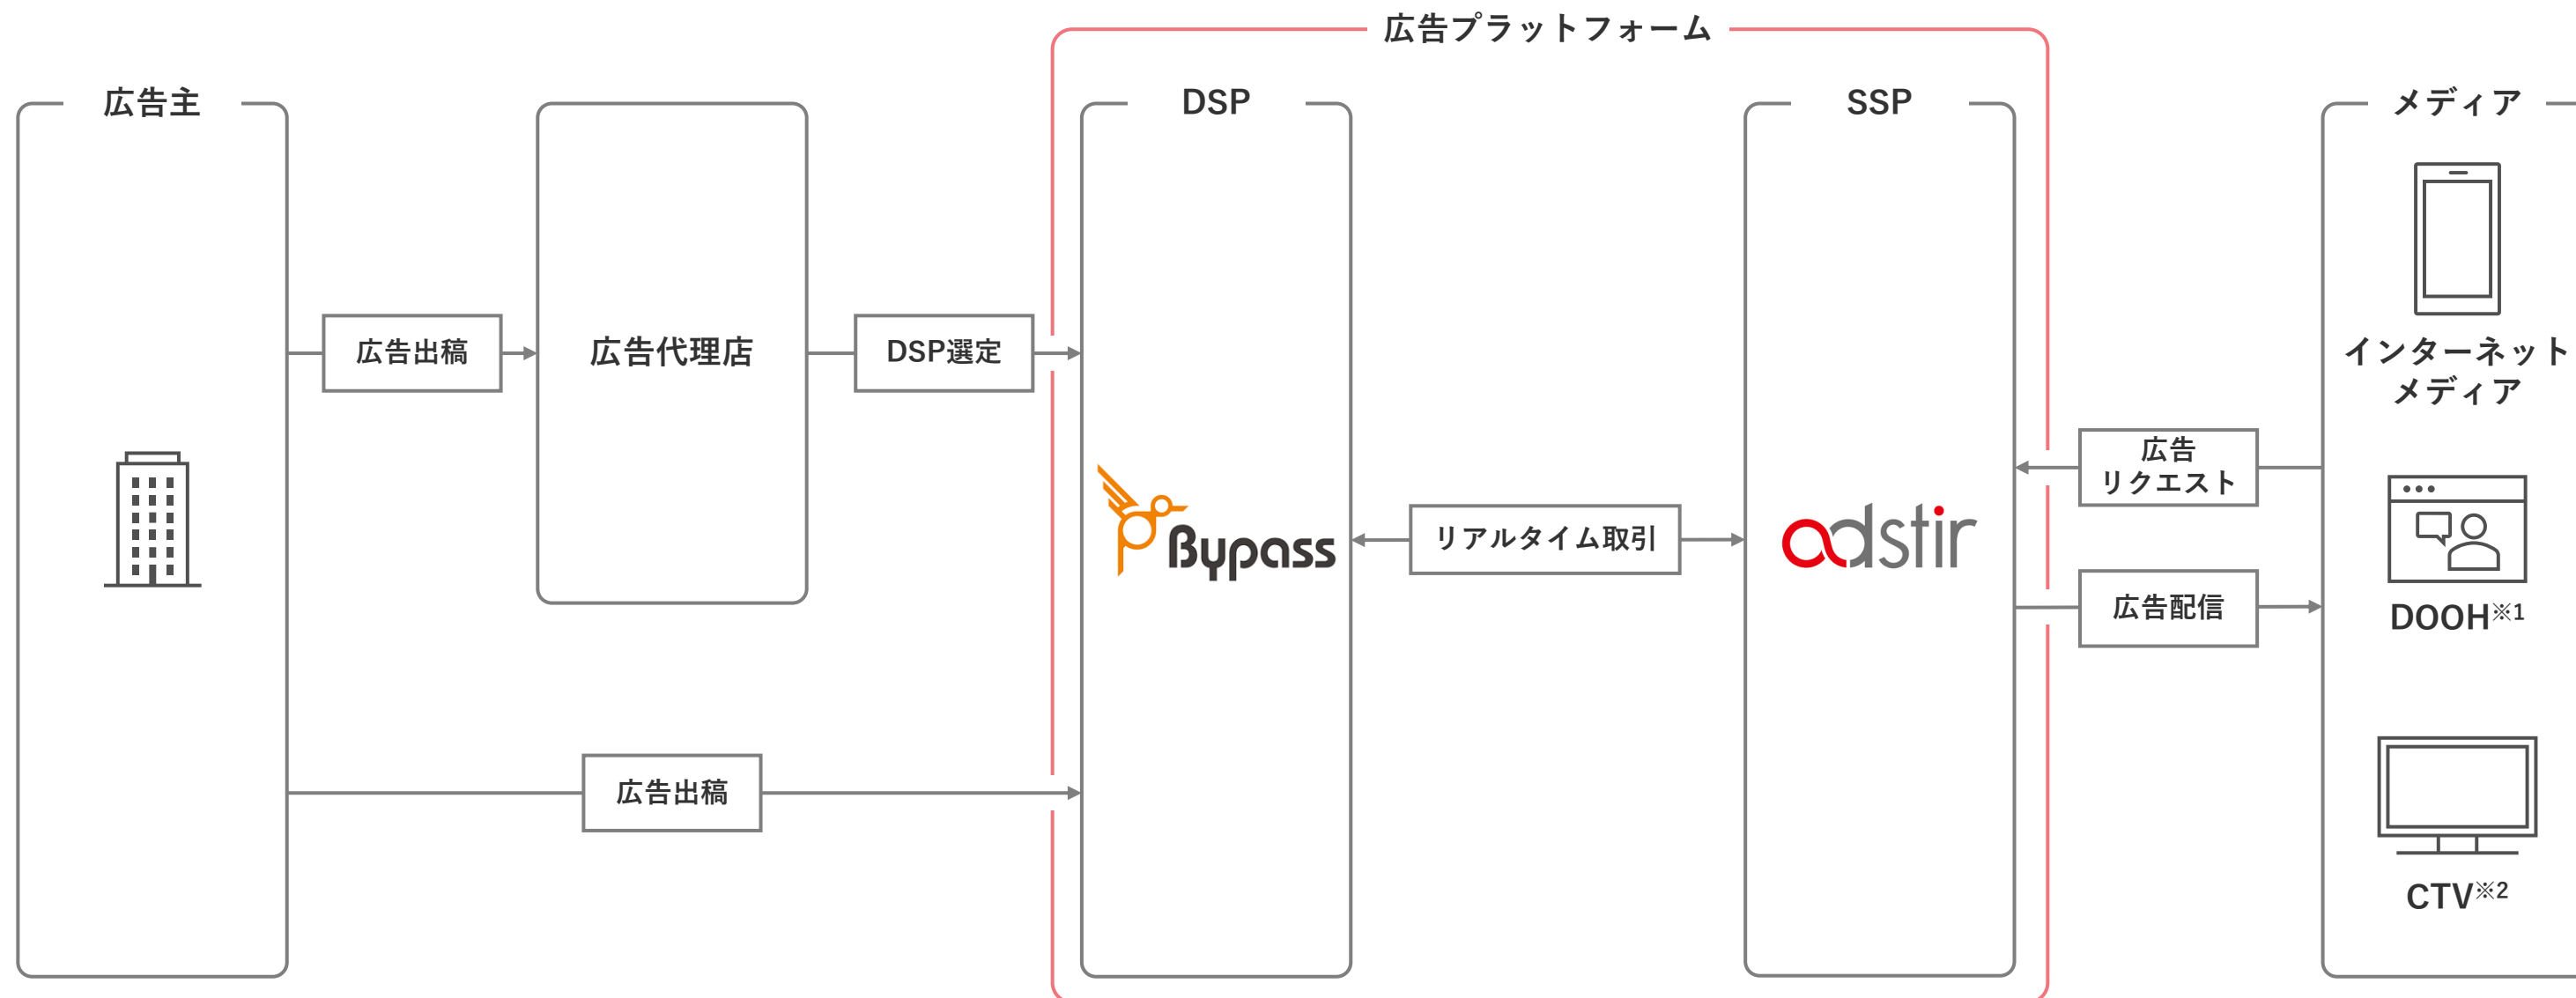 広告プラットフォーム
広告主
DSP
SSP
メディア
広告出稿
広告代理店
DSP選定
インターネット
メディア
広告
リクエスト
Bypass
リアルタイム取引
adstir
広告配信
DOOH※1
広告出稿
CTV※2